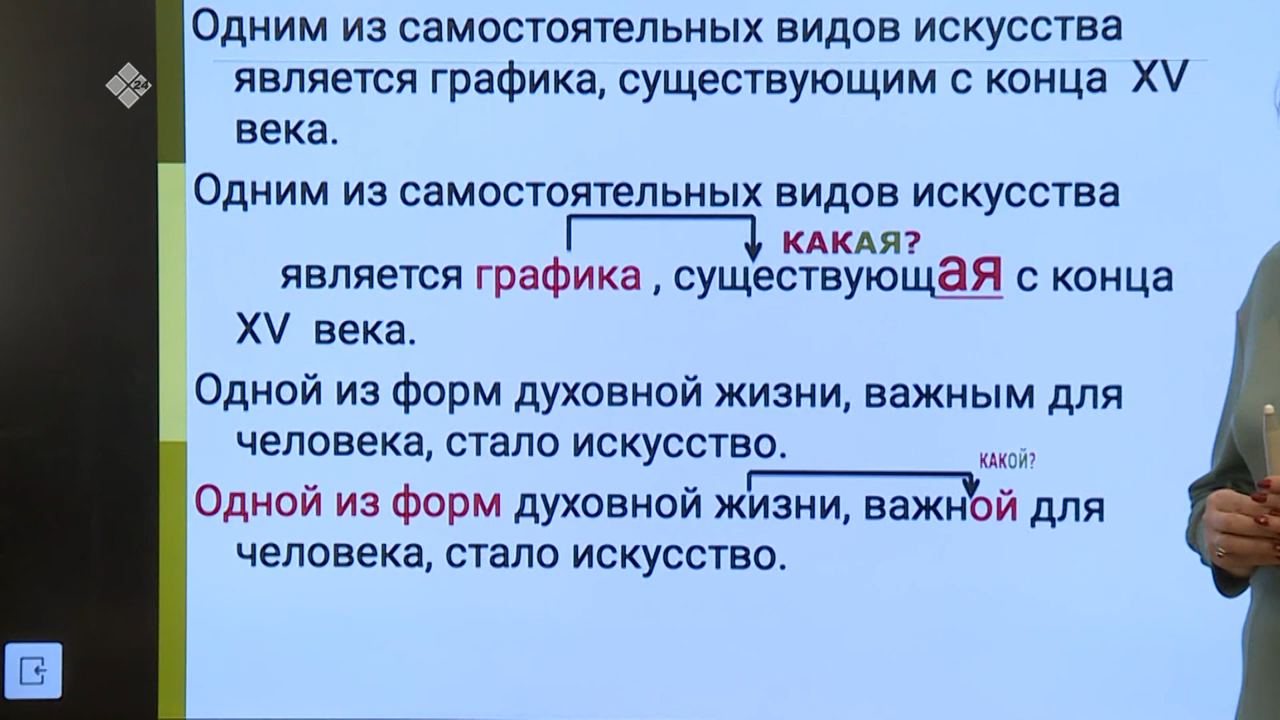 Одним из самостоятельных видов искусства
является графика, существующим с конца XV
века.
Одним из самостоятельных видов искусства
КАКАЯ?
является графика , существующая с конца
XV века.
Одной из форм духовной жизни, важным для
человека, стало искусство.
КАКОЙ?
Одной из форм духовной жизни, важной для
человека, стало искусство.
X24